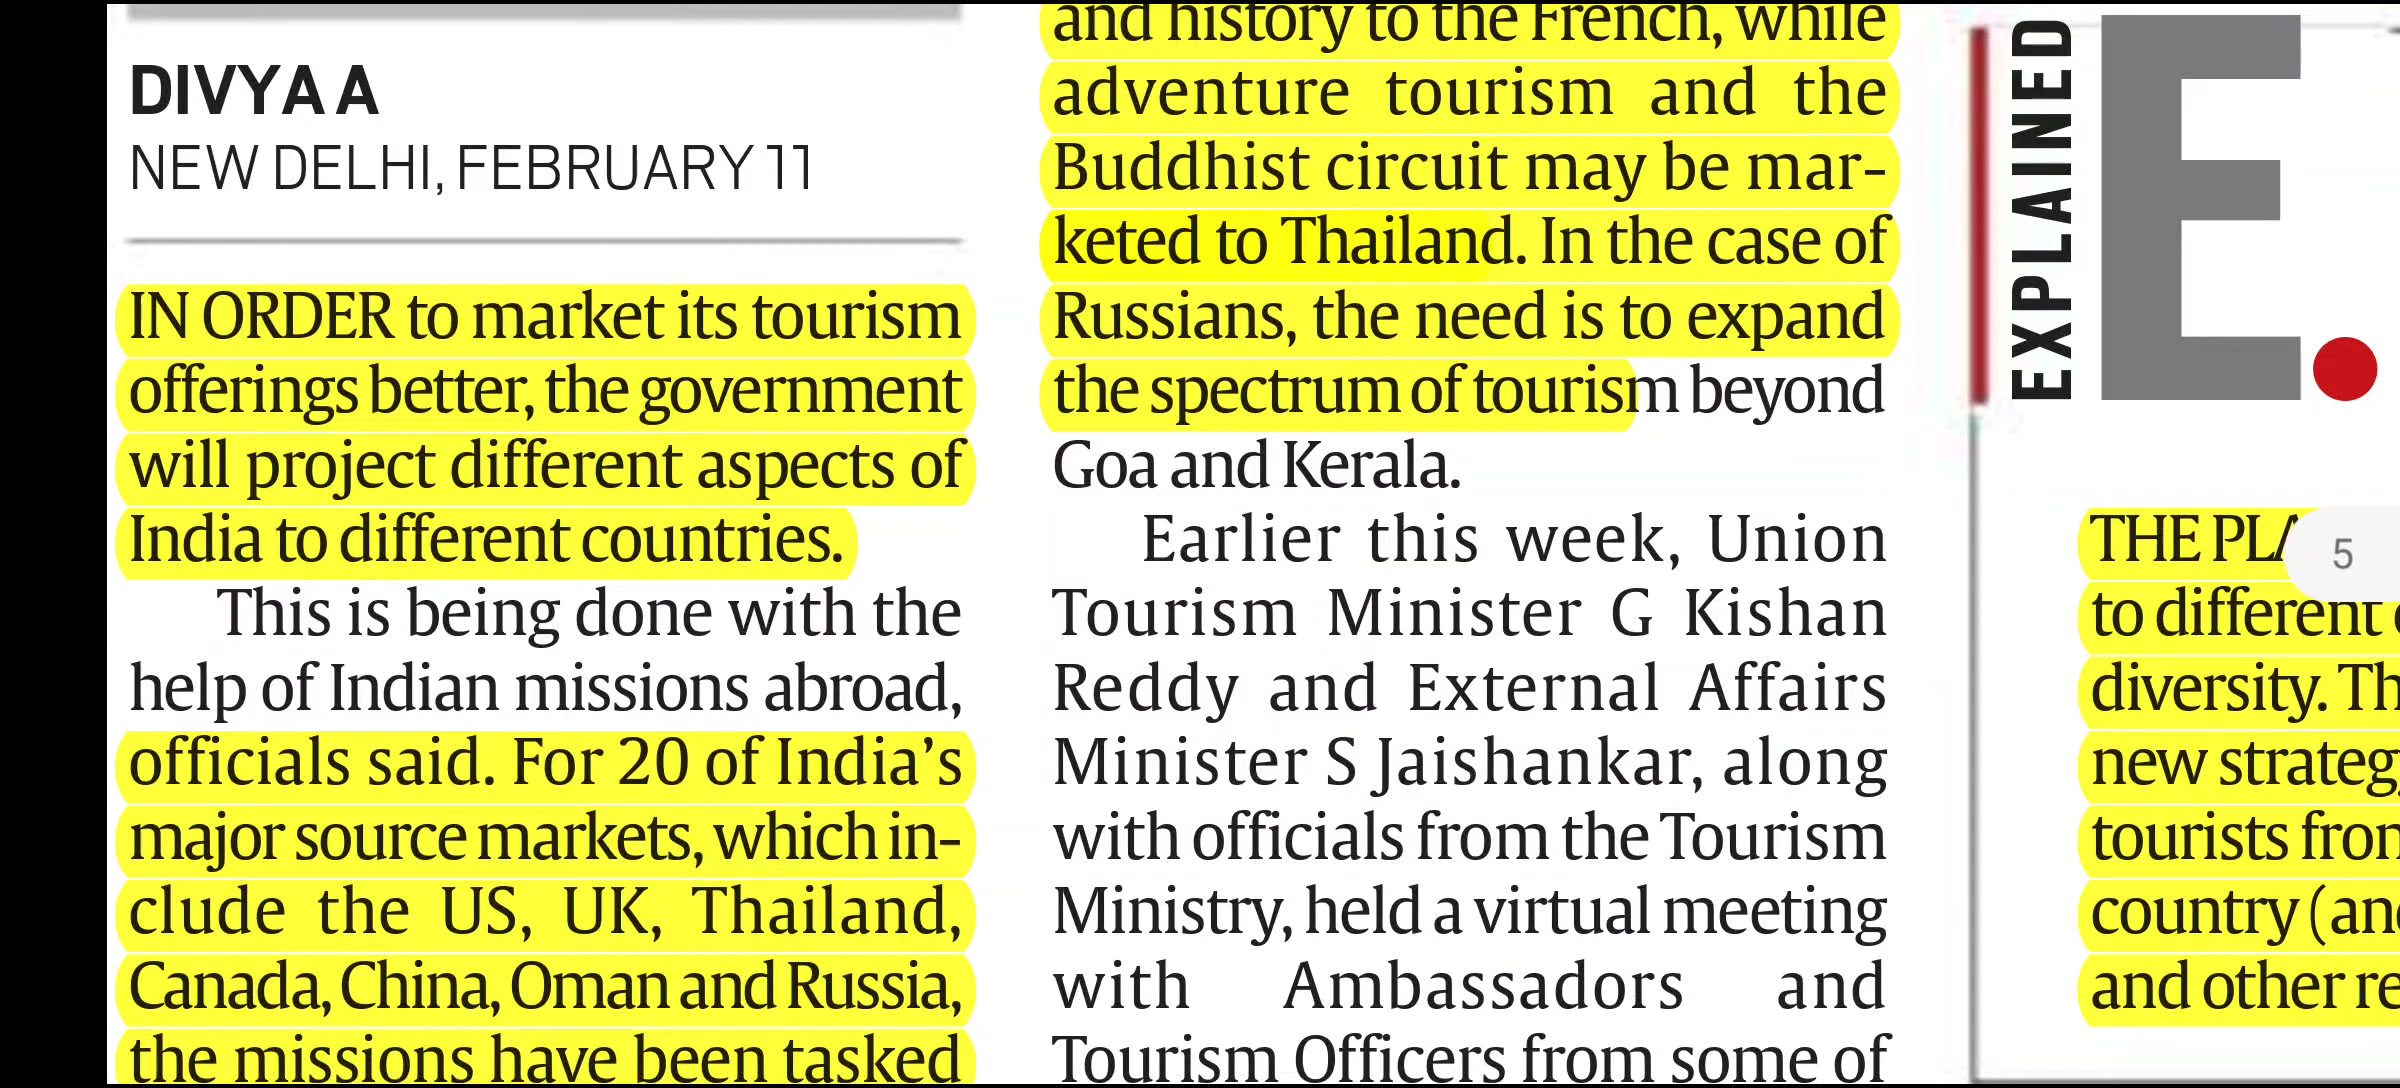 DIVYA A
NEW DELHI, FEBRUARY 11
IN ORDER to market its tourism
offerings better, the government
will project different aspects of
India to different countries.
This is being done with the
help of Indian missions abroad,
officials said. For 20 of India’s
major source markets, which in-
clude the US, UK, Thailand,
Canada, China, Oman and Russia,
the missions have been tasked
and history to the French, while
adventure tourism and the
Buddhist circuit may be mar-
keted to Thailand. In the case of
Russians, the need is to expand
the spectrum of tourism beyond
Goa and Kerala.
Earlier this week, Union
Tourism Minister G Kishan
Reddy and External Affairs
Minister S Jaishankar, along
with officials from the Tourism
Ministry, held a virtual meeting
with Ambassadors and
Tourism Officers from some of
EXPLAINED
E.
THE
5
to different
diversity.
new
tourists
country
and other